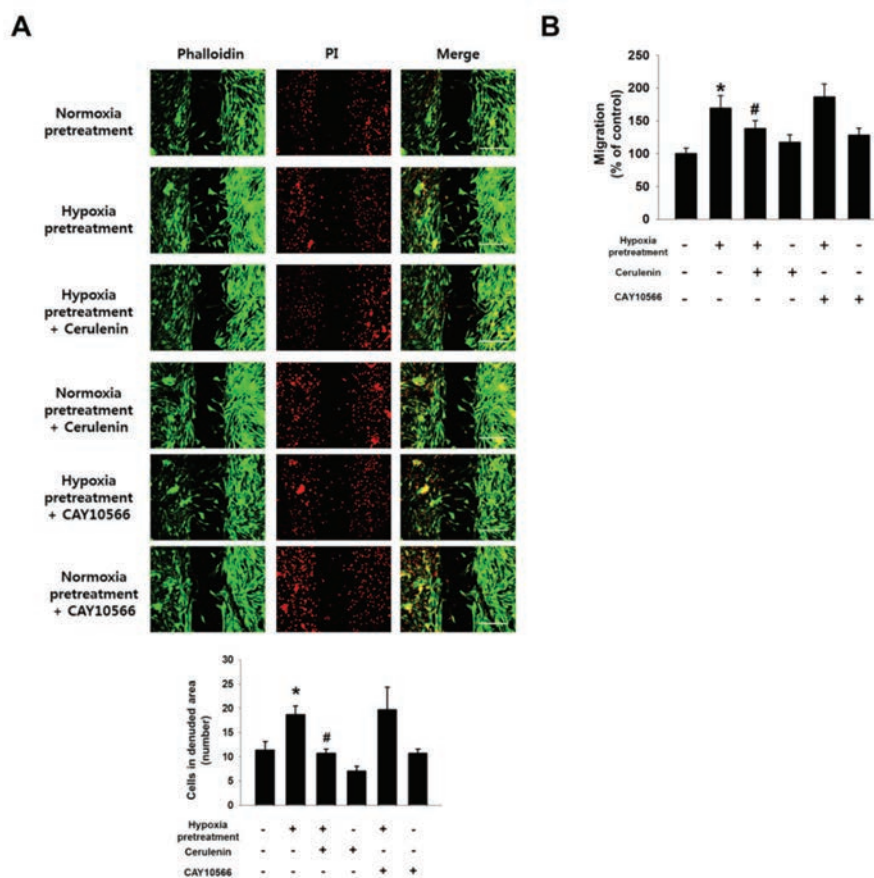 A
Phalloidin PI Merge
Normoxia
pretreatment
Hypoxia
pretreatment
Hypoxia
pretreatment
+ Cerulenin
Normoxia
pretreatment
+ Cerulenin
Hypoxia
pretreatment
+ CAY10566
Normoxia
pretreatment
+ CAY10566
Cells in denuded area
(number)
30
25
20
15
10
5
0
*
#
Hypoxia
pretreatment - + + - + -
Cerulenin - - + + - -
CAY10566 - - - - + +
B
Migration
(% of control)
250
200
150
100
50
0
*
#
Hypoxia
pretreatment - + + - + -
Cerulenin - - + + - -
CAY10566 - - - - + +